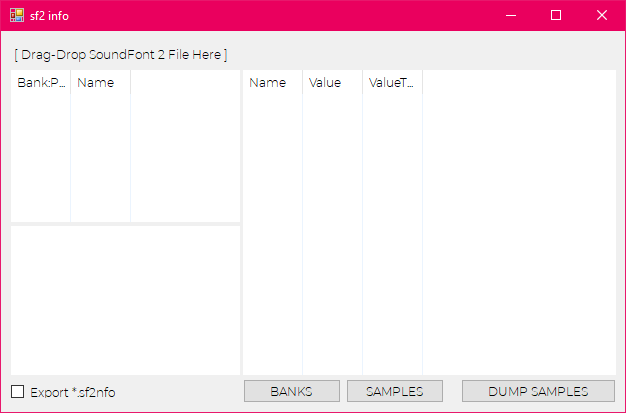 sf2 info
[ Drag-Drop SoundFont 2 File Here ]
Bank:P... Name
Name Value ValueT...
Export *.sf2nfo
BANKS SAMPLES DUMP SAMPLES